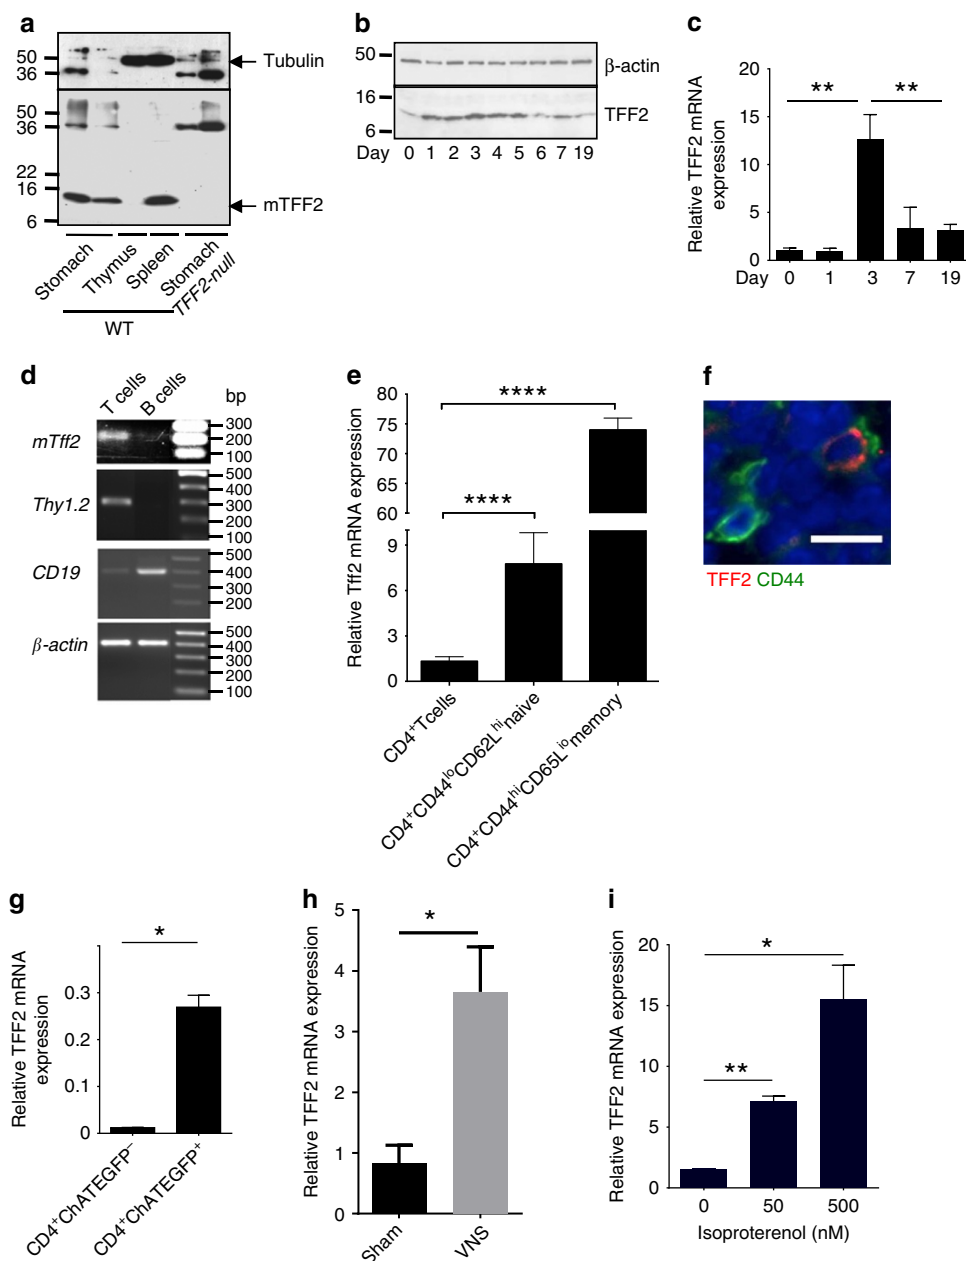 a
50
36
Tubulin
50
36
22
16
6
mTFF2
Stomach
Thymus
Spleen
Stomach
TFF2-null
WT
b
50
β-actin
16
6
TFF2
Day 0 1 2 3 4 5 6 7 19
c
Relative TFF2 mRNA
expression
20
15
10
5
0
** **
Day 0 1 3 7 19
d
T cells
B cells
bp
mTff2
300
200
100
Thy1.2
500
400
300
200
100
CD19
500
400
300
200
β-actin
500
400
300
200
100
e
Relative Tff2 mRNA expression
80
75
70
65
60
9
6
3
0
****
****
CD4+Tcells
CD4+CD44loCD62Lhinaive
CD4+CD44hiCD65Llomemory
f
TFF2 CD44
g
Relative TFF2 mRNA
expression
0.3
0.2
0.1
0
*
CD4+ChATEGFP−
CD4+ChATEGFP+
h
Relative TFF2 mRNA expression
5
4
3
2
1
0
*
Sham
VNS
i
Relative TFF2 mRNA expression
20
15
10
5
0
*
**
0 50 500
Isoproterenol (nM)